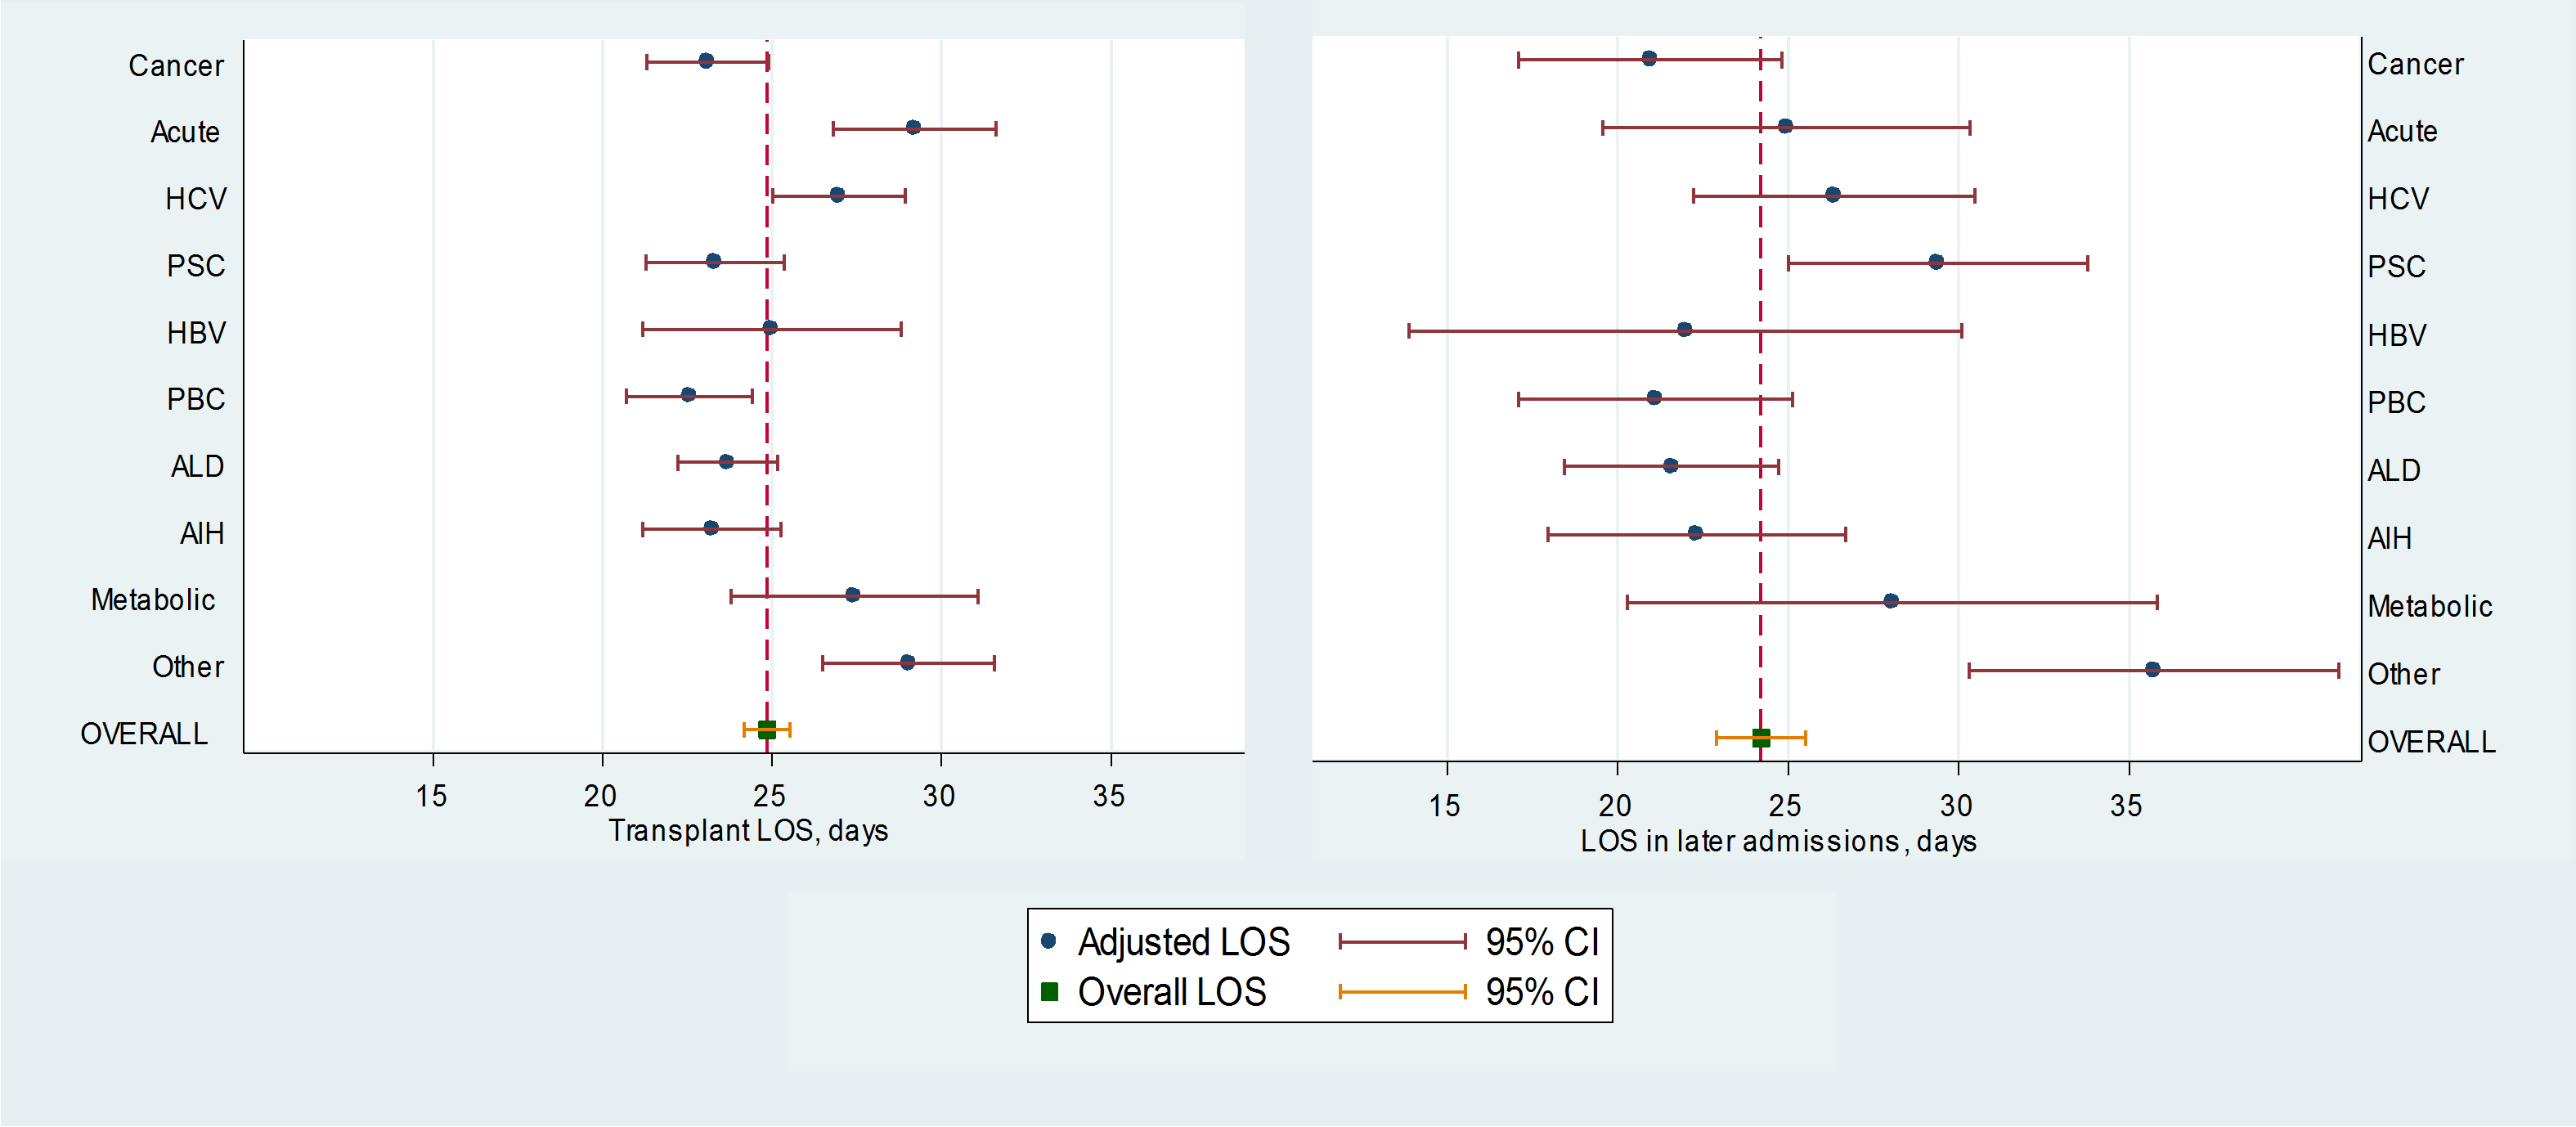 Cancer
Acute
HCV
PSC
HBV
PBC
ALD
AIH
Metabolic
Other
OVERALL
15 20 25 30 35
Transplant LOS, days
Cancer
Acute
HCV
PSC
HBV
PBC
ALD
AIH
Metabolic
Other
OVERALL
15 20 25 30 35
LOS in later admissions, days
Adjusted LOS 95% CI
Overall LOS 95% CI